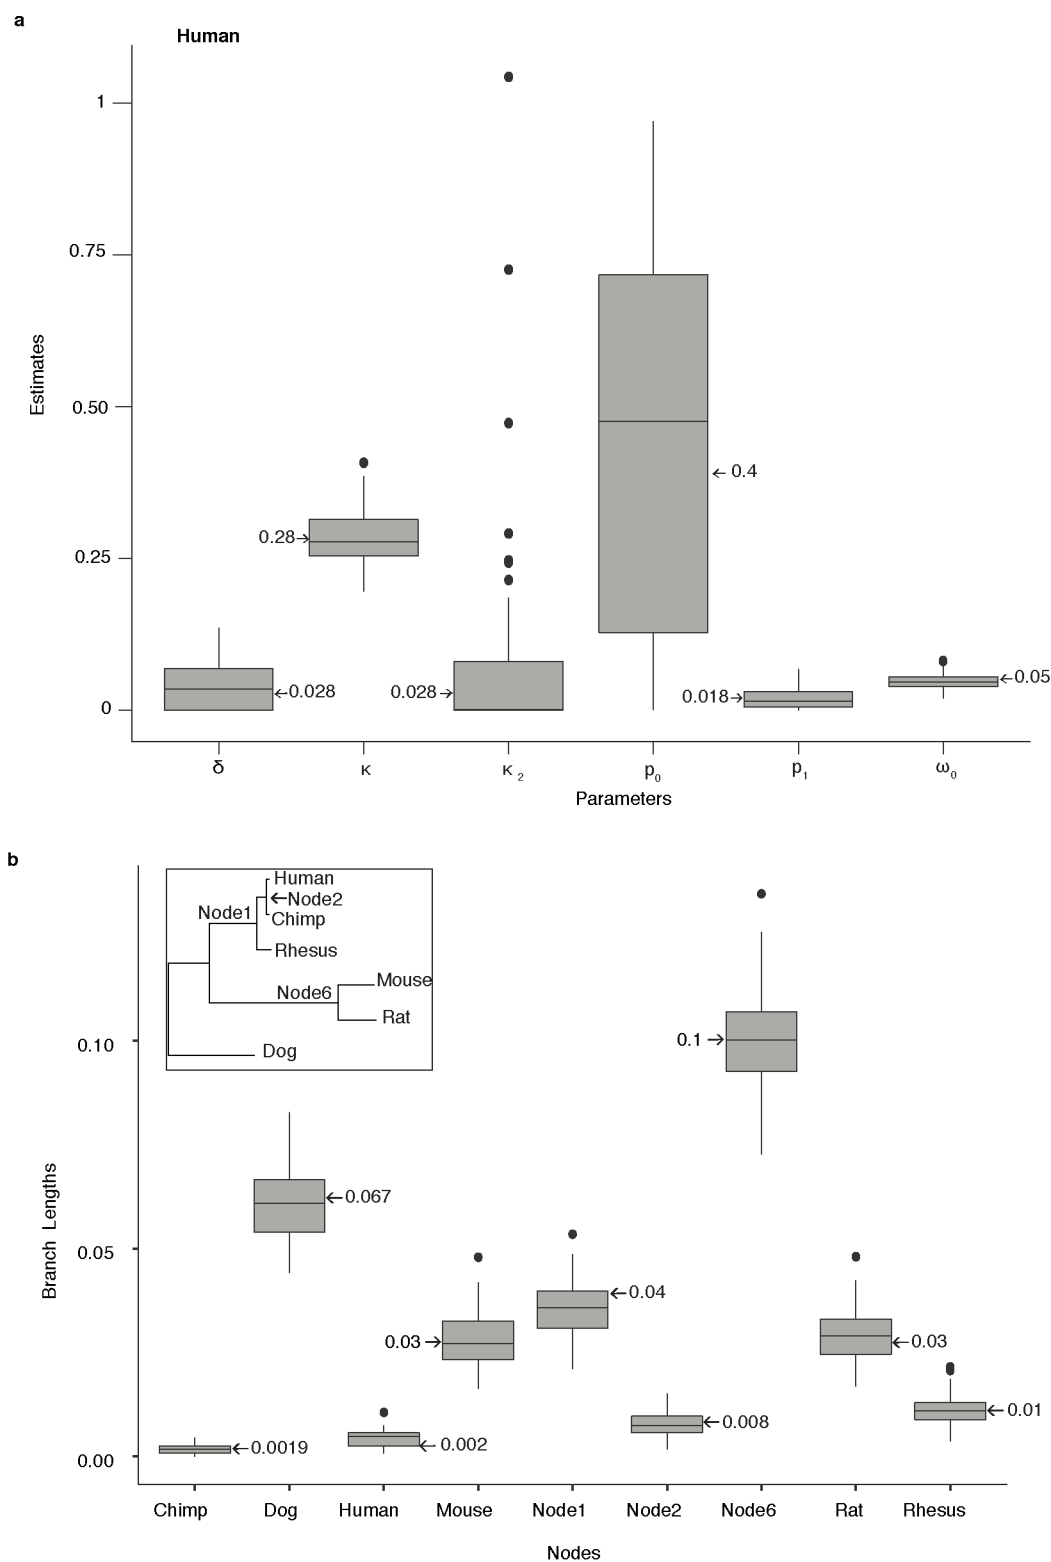 a
Human
1
0.75
0.50
0.25
0
Estimates
0.028
0.28
0.028
0.4
0.018
0.05
δ κ κ2 p0 p1 ω0
Parameters
b
Human
Node2
Node1
Chimp
Rhesus
Mouse
Node6
Rat
Dog
0.10
0.05
0.00
Branch Lengths
0.1
0.067
0.04
0.03
0.03
0.01
0.008
0.002
0.0019
Chimp Dog Human Mouse Node1 Node2 Node6 Rat Rhesus
Nodes